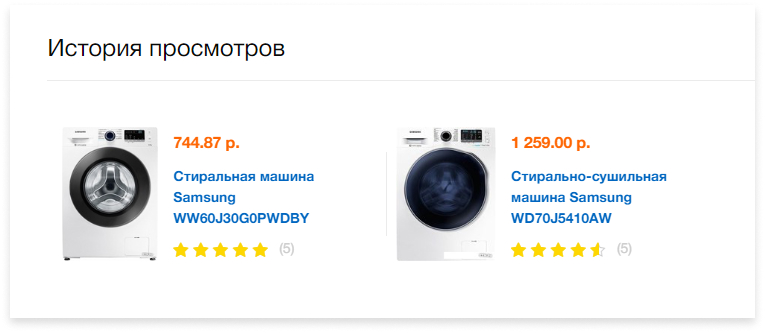 История просмотров
744.87 р.
Стиральная машина
Samsung
WW60J30G0PWDBY
(5)
1 259.00 р.
Стирально-сушильная
машина Samsung
WD70J5410AW
(5)